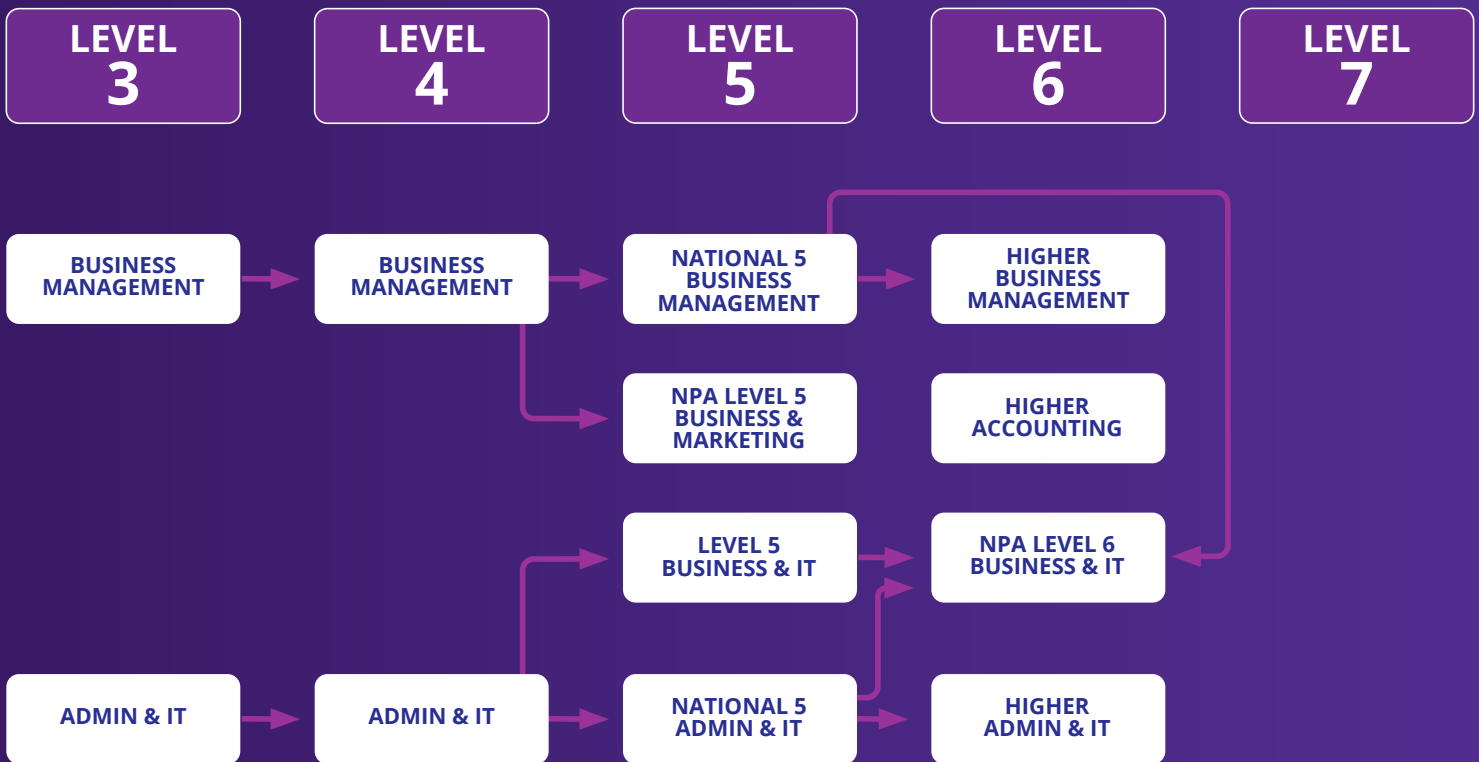 LEVEL
3
LEVEL
4
LEVEL
5
LEVEL
6
LEVEL
7
BUSINESS
MANAGEMENT
BUSINESS
MANAGEMENT
NATIONAL 5
BUSINESS
MANAGEMENT
HIGHER
BUSINESS
MANAGEMENT
NPA LEVEL 5
BUSINESS &
MARKETING
HIGHER
ACCOUNTING
LEVEL 5
BUSINESS & IT
NPA LEVEL 6
BUSINESS & IT
ADMIN & IT
ADMIN & IT
NATIONAL 5
ADMIN & IT
HIGHER
ADMIN & IT